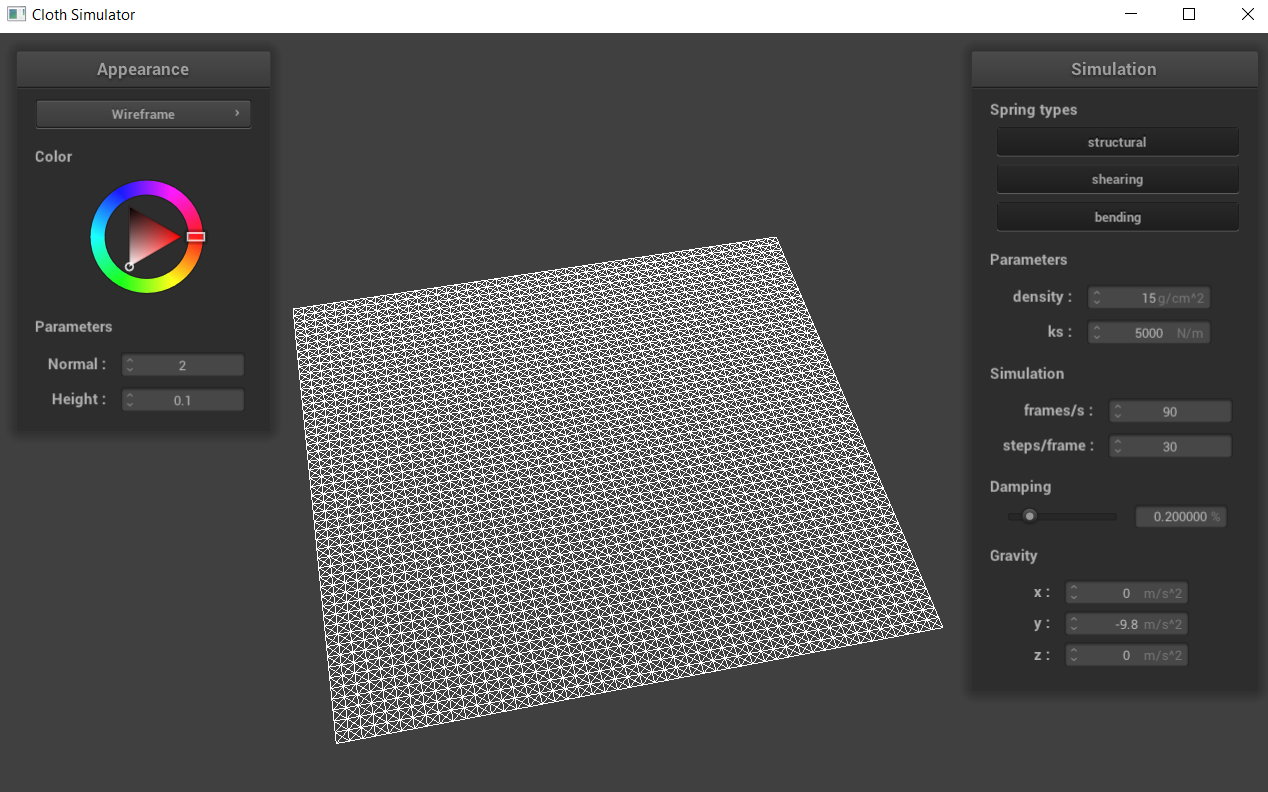 Cloth Simulator
Appearance
Wireframe ›
Color
Parameters
Normal : 2
Height : 0.1
Simulation
Spring types
structural
shearing
bending
Parameters
density : 15 g/cm^2
ks : 5000 N/m
Simulation
frames/s : 90
steps/frame : 30
Damping
0.200000 %
Gravity
x : 0 m/s^2
y : -9.8 m/s^2
z : 0 m/s^2